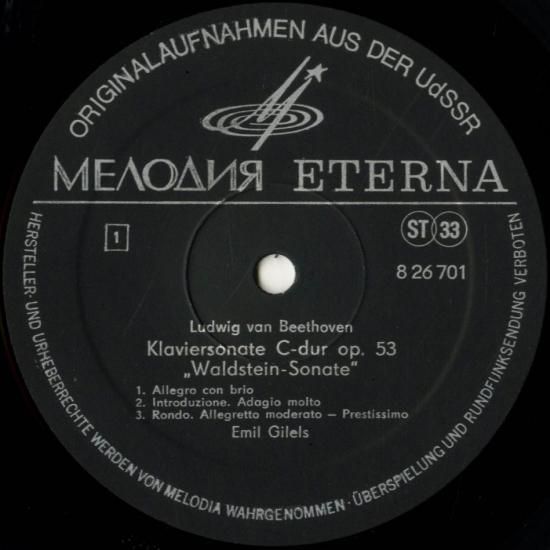 ORIGINALAUFNAHMEN AUS DER UdSSR
МЕЛОДИЯ ETERNA
1
ST 33
8 26 701
Ludwig van Beethoven
Klaviersonate C-dur op. 53
„Waldstein-Sonate"
1. Allegro con brio
2. Introduzione. Adagio molto
3. Rondo. Allegretto moderato – Prestissimo
Emil Gilels
HERSTELLER- UND URHEBERRECHTE WERDEN VON MELODIA WAHRGENOMMEN · ÜBERSPIELUNG UND RUNDFUNKSENDUNG VERBOTEN